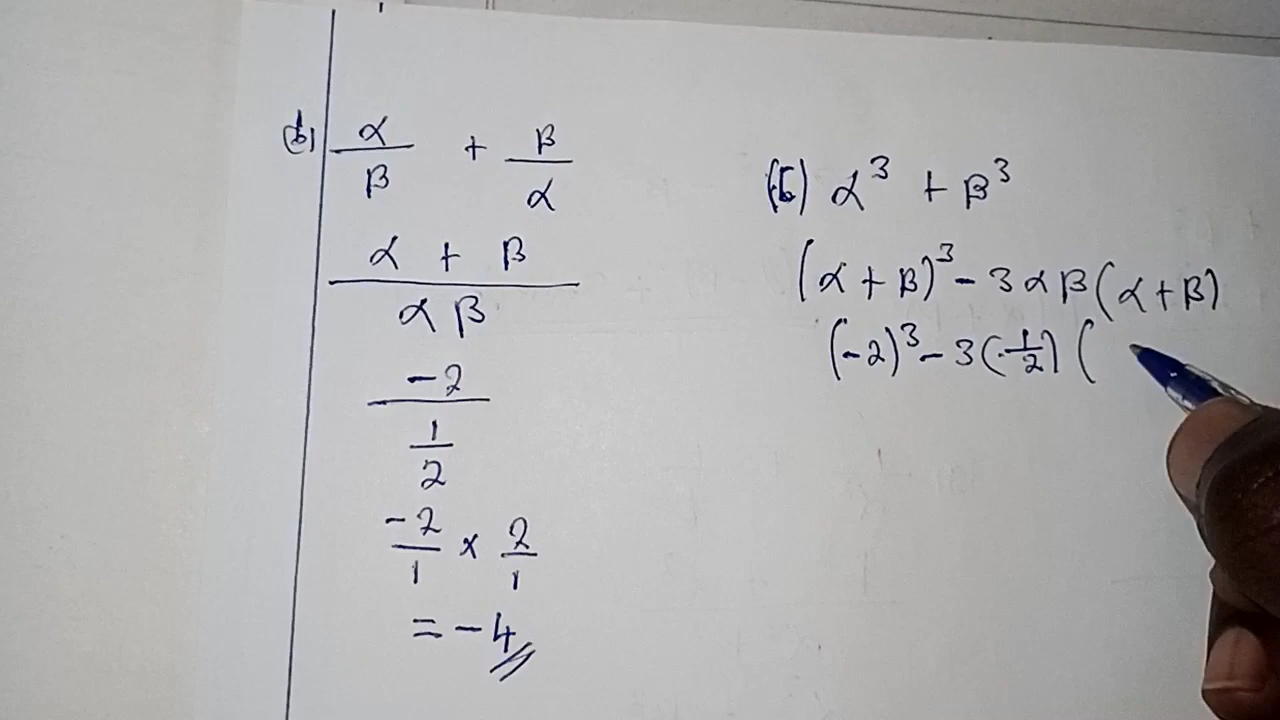 (b) α/β + β/α
(α + β)/(αβ)
-2/(1/2)
-2/1 × 2/1
= -4
α³ + β³
(α + β)³ - 3αβ(α + β)
(-2)³ - 3(-1/2)(